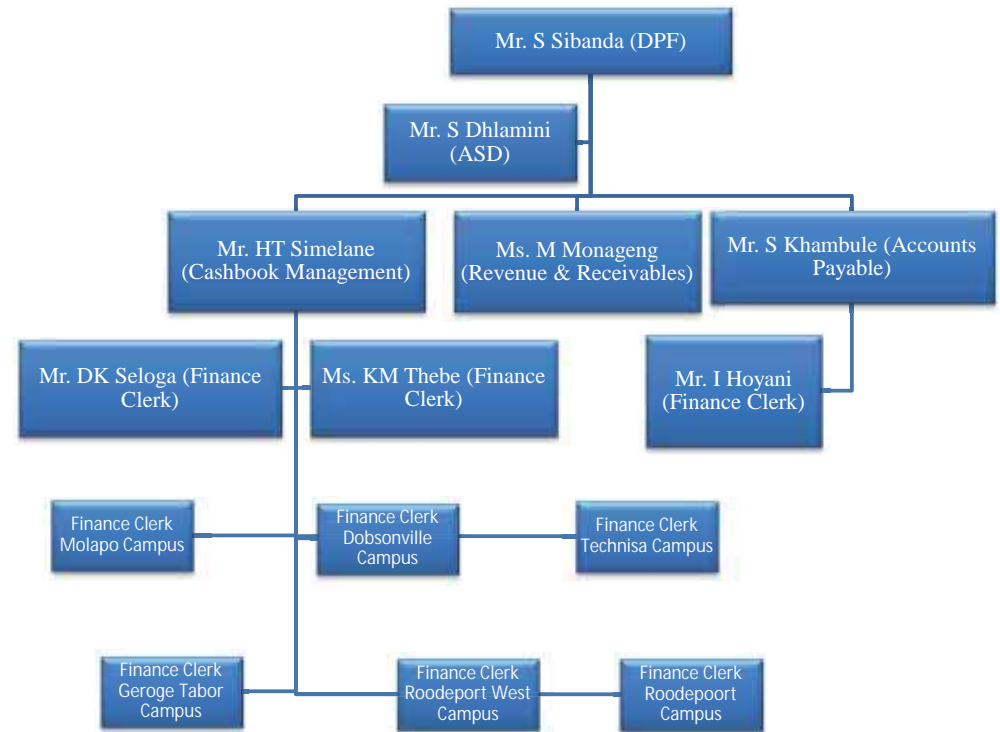 Mr. S Sibanda (DPF)
Mr. S Dhlamini
(ASD)
Mr. HT Simelane
(Cashbook Management)
Ms. M Monageng
(Revenue & Receivables)
Mr. S Khambule (Accounts
Payable)
Mr. DK Seloga (Finance
Clerk)
Ms. KM Thebe (Finance
Clerk)
Mr. I Hoyani
(Finance Clerk)
Finance Clerk
Molapo Campus
Finance Clerk
Dobsonville
Campus
Finance Clerk
Technisa Campus
Finance Clerk
Geroge Tabor
Campus
Finance Clerk
Roodeport West
Campus
Finance Clerk
Roodepoort
Campus